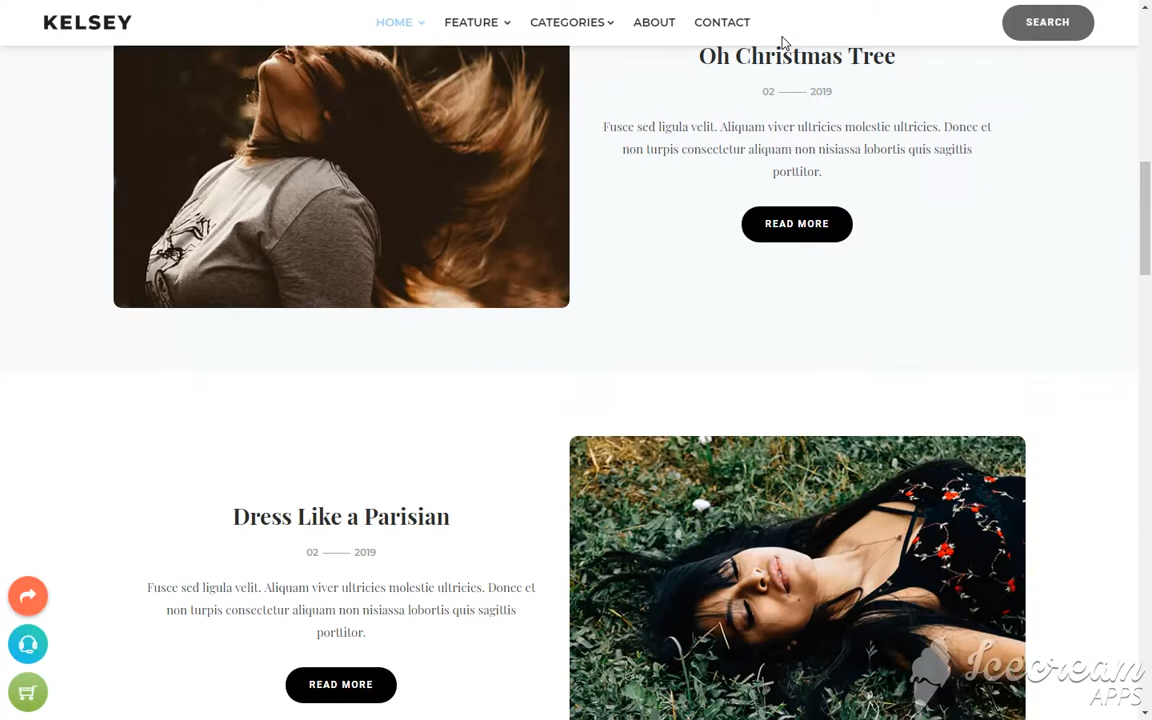 KELSEY
HOME
FEATURE
CATEGORIES
ABOUT
CONTACT
SEARCH
Oh Christmas Tree
02
2019
Fusce sed ligula velit. Aliquam viver ultricies molestie ultricies. Donec et
non turpis consectetur aliquam non nisiassa lobortis quis sagittis
porttitor.
READ MORE
Dress Like a Parisian
02
2019
Fusce sed ligula velit. Aliquam viver ultricies molestie ultricies. Donec et
non turpis consectetur aliquam non nisiassa lobortis quis sagittis
porttitor.
READ MORE
Icecream
APPS